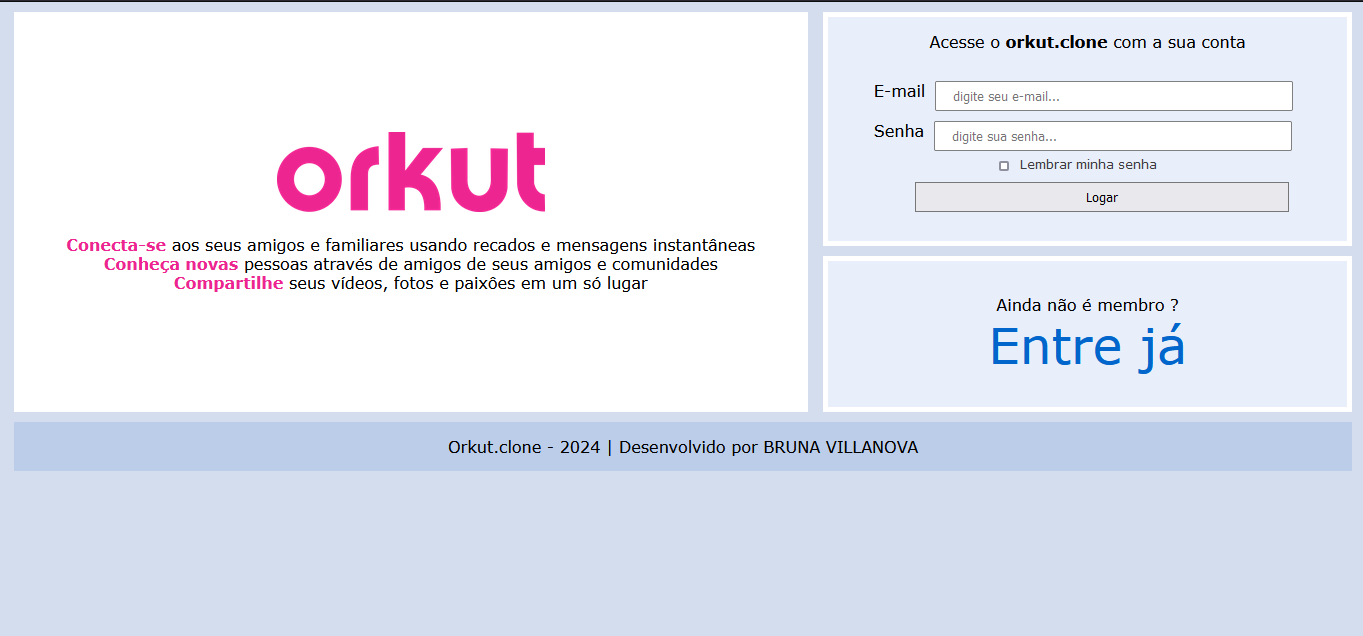 orkut
Conecta-se aos seus amigos e familiares usando recados e mensagens instantâneas
Conheça novas pessoas através de amigos de seus amigos e comunidades
Compartilhe seus vídeos, fotos e paixões em um só lugar
Acesse o orkut.clone com a sua conta
E-mail digite seu e-mail...
Senha digite sua senha...
Lembrar minha senha
Logar
Ainda não é membro ?
Entre já
Orkut.clone - 2024 | Desenvolvido por BRUNA VILLANOVA